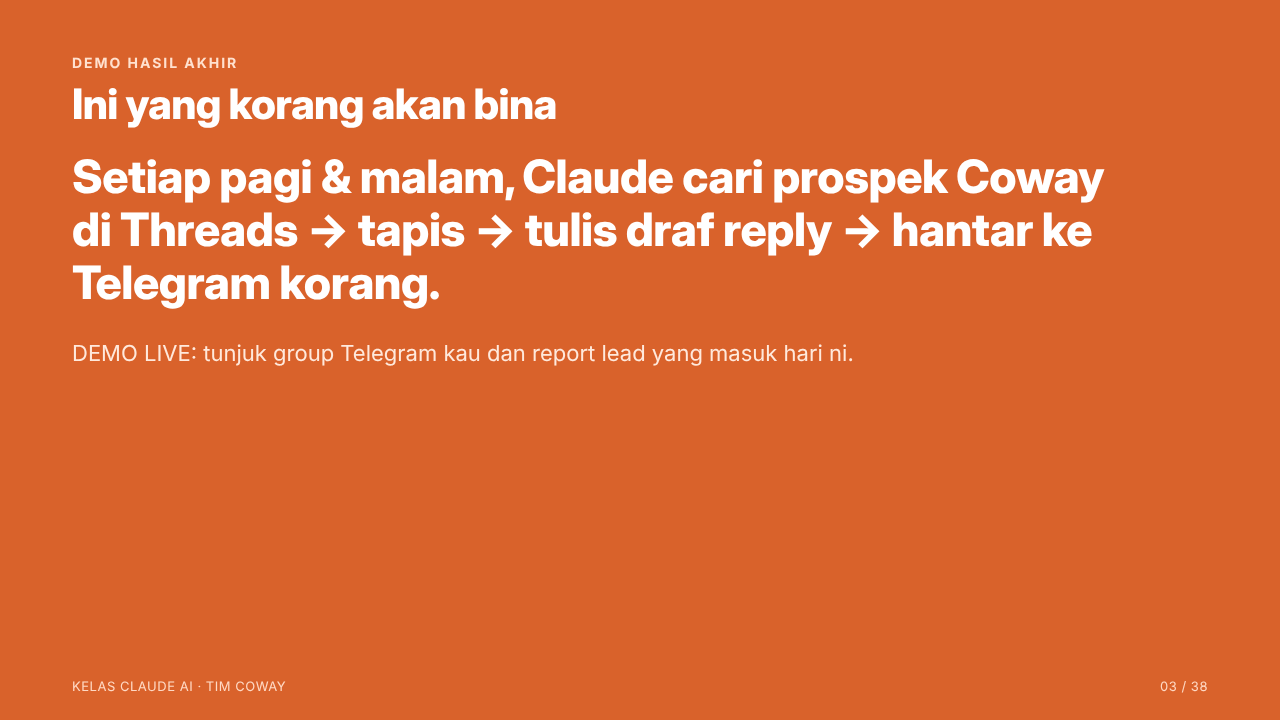 DEMO HASIL AKHIR
Ini yang korang akan bina
Setiap pagi & malam, Claude cari prospek Coway
di Threads → tapis → tulis draf reply → hantar ke
Telegram korang.
DEMO LIVE: tunjuk group Telegram kau dan report lead yang masuk hari ni.
KELAS CLAUDE AI · TIM COWAY
03 / 38